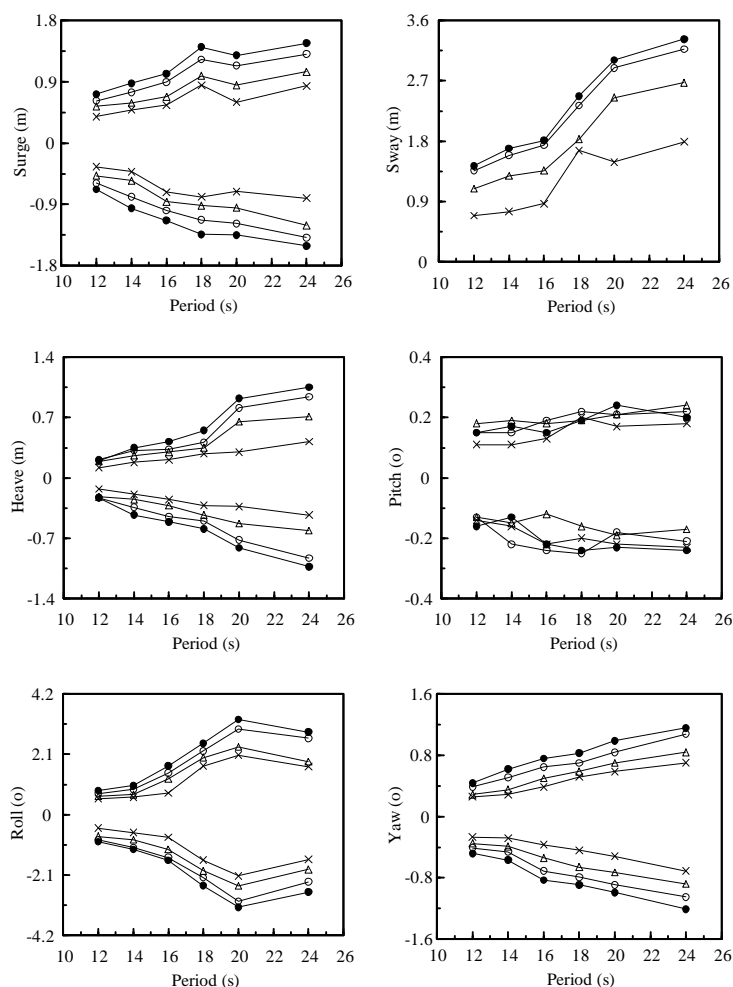 1.8
0.9
0
-0.9
-1.8
Surge (m)
10 12 14 16 18 20 22 24 26
Period (s)
3.6
2.7
1.8
0.9
0
Sway (m)
10 12 14 16 18 20 22 24 26
Period (s)
1.4
0.7
0
-0.7
-1.4
Heave (m)
10 12 14 16 18 20 22 24 26
Period (s)
0.4
0.2
0
-0.2
-0.4
Pitch (o)
10 12 14 16 18 20 22 24 26
Period (s)
4.2
2.1
0
-2.1
-4.2
Roll (o)
10 12 14 16 18 20 22 24 26
Period (s)
1.6
0.8
0
-0.8
-1.6
Yaw (o)
10 12 14 16 18 20 22 24 26
Period (s)